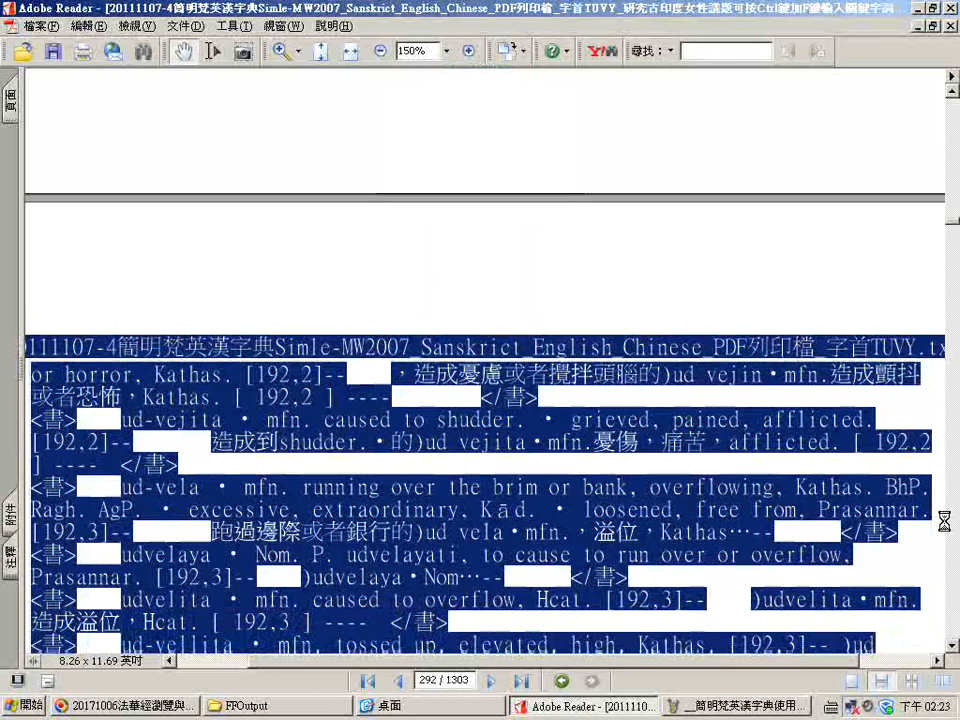 Adobe Reader - [20111107-4簡明梵英漢字典Simle-MW2007_Sanskrict_English_Chinese_PDF列印檔_字首TUVY_研究古印度女性議題可按Ctrl鍵加F鍵輸入關鍵字詞...
檔案(F) 編輯(E) 檢視(V) 文件(D) 工具(T) 視窗(W) 說明(H)
150% Y! 尋找:
頁面
附件
注釋
111107-4簡明梵英漢字典Simle-MW2007_Sanskrict_English_Chinese_PDF列印檔_字首TUVY.tx
or horror, Kathas. [192,2]-- ,造成憂慮或者攪拌頭腦的)ud vejin‧mfn.造成顫抖
或者恐怖,Kathas. [ 192,2 ] ---- </書>
<書> ud-vejita ‧ mfn. caused to shudder. ‧ grieved, pained, afflicted.
[192,2]-- 造成到shudder.‧的)ud vejita‧mfn.憂傷,痛苦,afflicted. [ 192,2
] ---- </書>
<書> ud-vela ‧ mfn. running over the brim or bank, overflowing, Kathas. BhP.
Ragh. AgP. ‧ excessive, extraordinary, Kād. ‧ loosened, free from, Prasannar.
[192,3]-- 跑過邊際或者銀行的)ud vela‧mfn.,溢位,Kathas…-- </書>
<書> udvelaya ‧ Nom. P. udvelayati, to cause to run over or overflow,
Prasannar. [192,3]-- )udvelaya‧Nom…-- </書>
<書> udvelita ‧ mfn. caused to overflow, Hcat. [192,3]-- )udvelita‧mfn.
造成溢位,Hcat. [ 192,3 ] ---- </書>
<書> ud-vellita ‧ mfn. tossed up, elevated, high, Kathas. [192,3]-- )ud
8.26 x 11.69 英吋
292 / 1303
開始 20171006法華經瀏覽與... FFOutput 桌面 Adobe Reader - [2011110... __簡明梵英字典使用... 下午 02:23